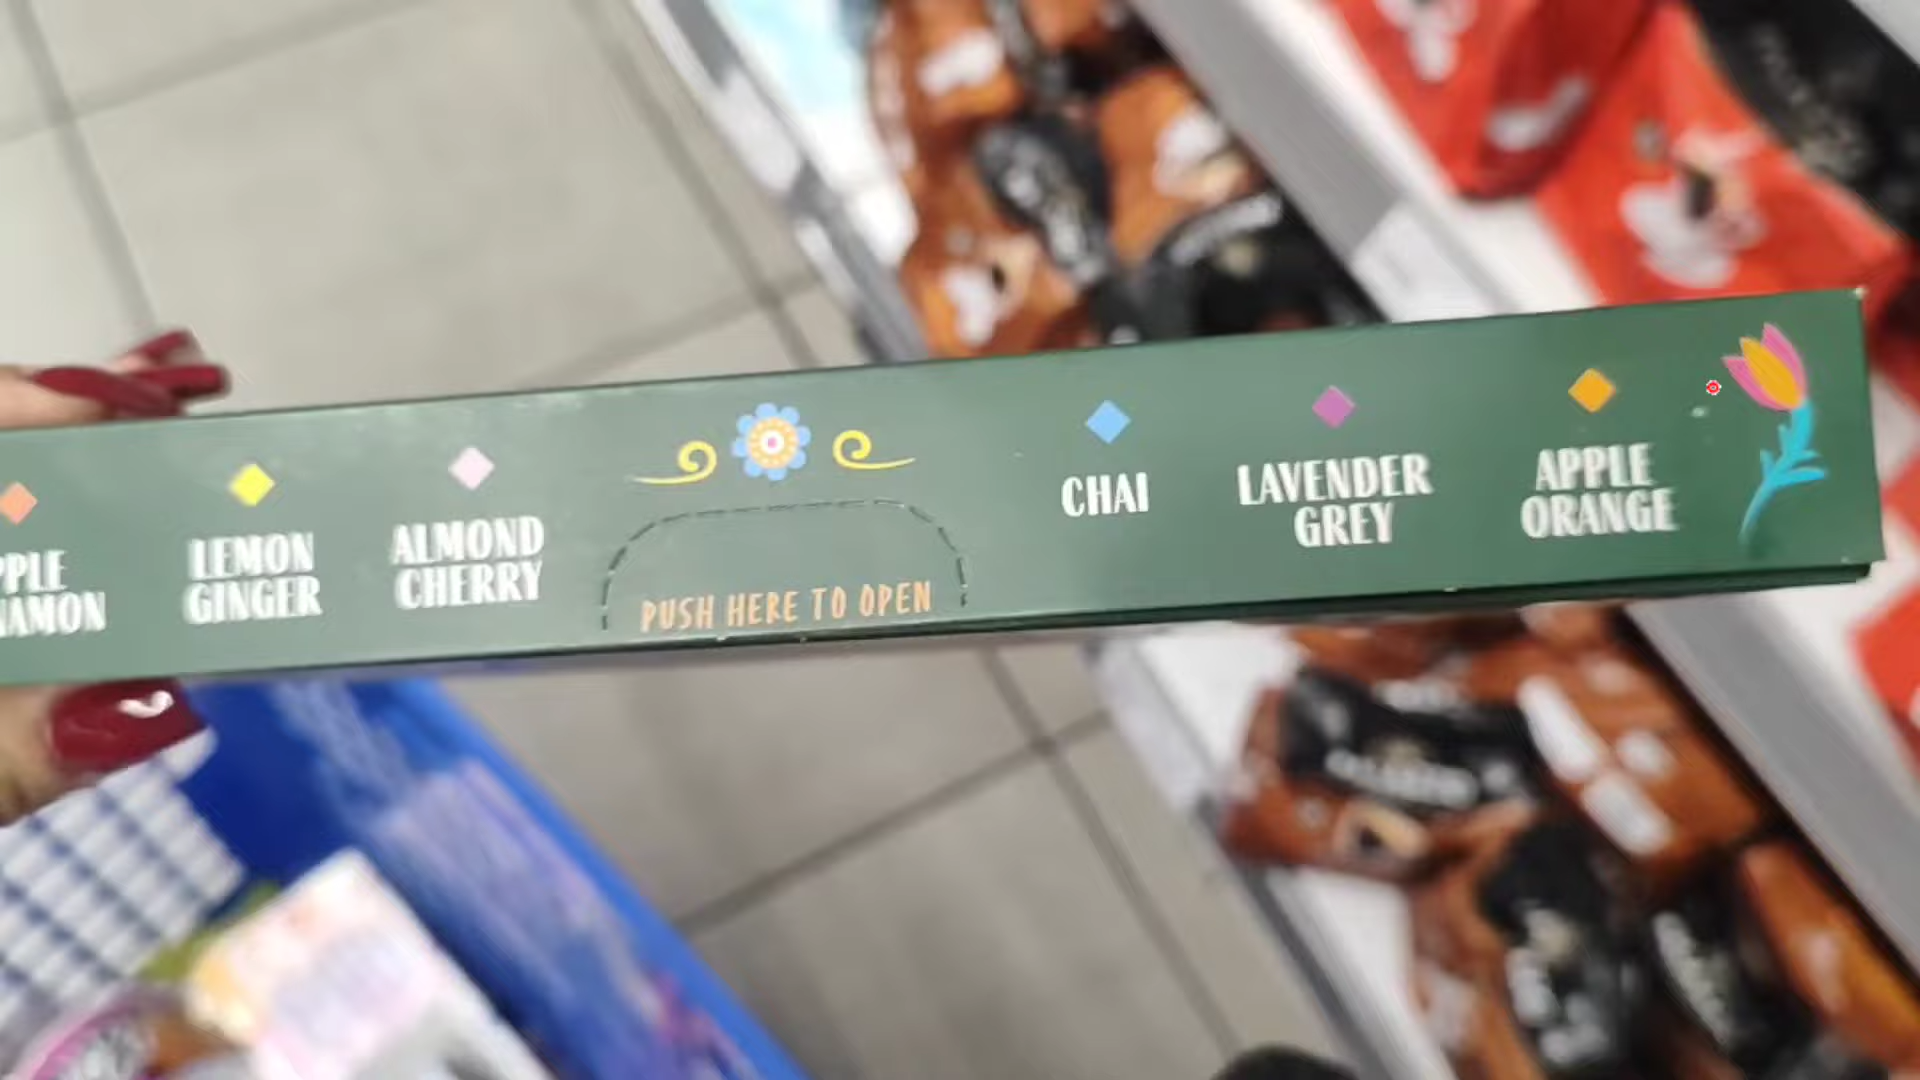 LEMON
GINGER
ALMOND
CHERRY
PUSH HERE TO OPEN
CHAI
LAVENDER
GREY
APPLE
ORANGE